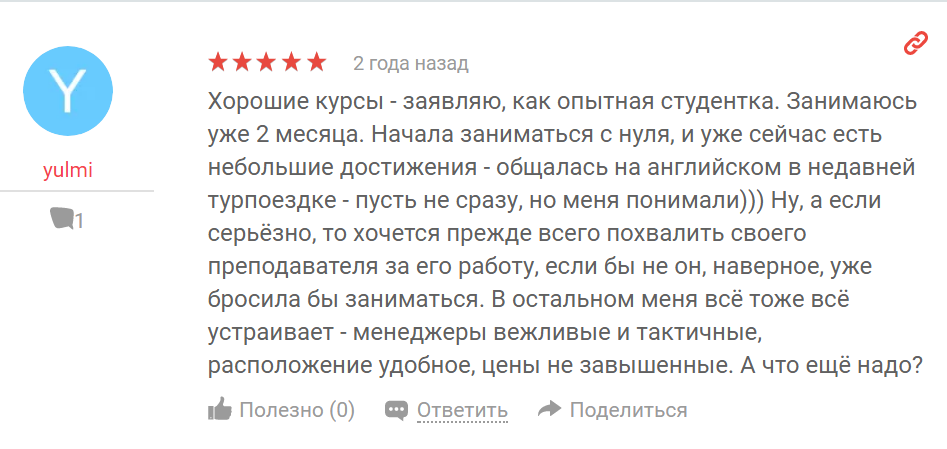 Y
yulmi
1
2 года назад
Хорошие курсы - заявляю, как опытная студентка. Занимаюсь
уже 2 месяца. Начала заниматься с нуля, и уже сейчас есть
небольшие достижения - общалась на английском в недавней
турпоездке - пусть не сразу, но меня понимали))) Ну, а если
серьёзно, то хочется прежде всего похвалить своего
преподавателя за его работу, если бы не он, наверное, уже
бросила бы заниматься. В остальном меня всё тоже всё
устраивает - менеджеры вежливые и тактичные,
расположение удобное, цены не завышенные. А что ещё надо?
Полезно (0) Ответить Поделиться